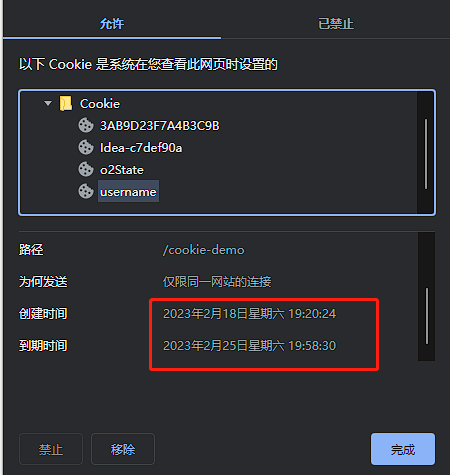 允许 已禁止
以下 Cookie 是系统在您查看此网页时设置的
Cookie
3AB9D23F7A4B3C9B
Idea-c7def90a
o2State
username
路径 /cookie-demo
为何发送 仅限同一网站的连接
创建时间 2023年2月18日星期六 19:20:24
到期时间 2023年2月25日星期六 19:58:30
禁止 移除 完成